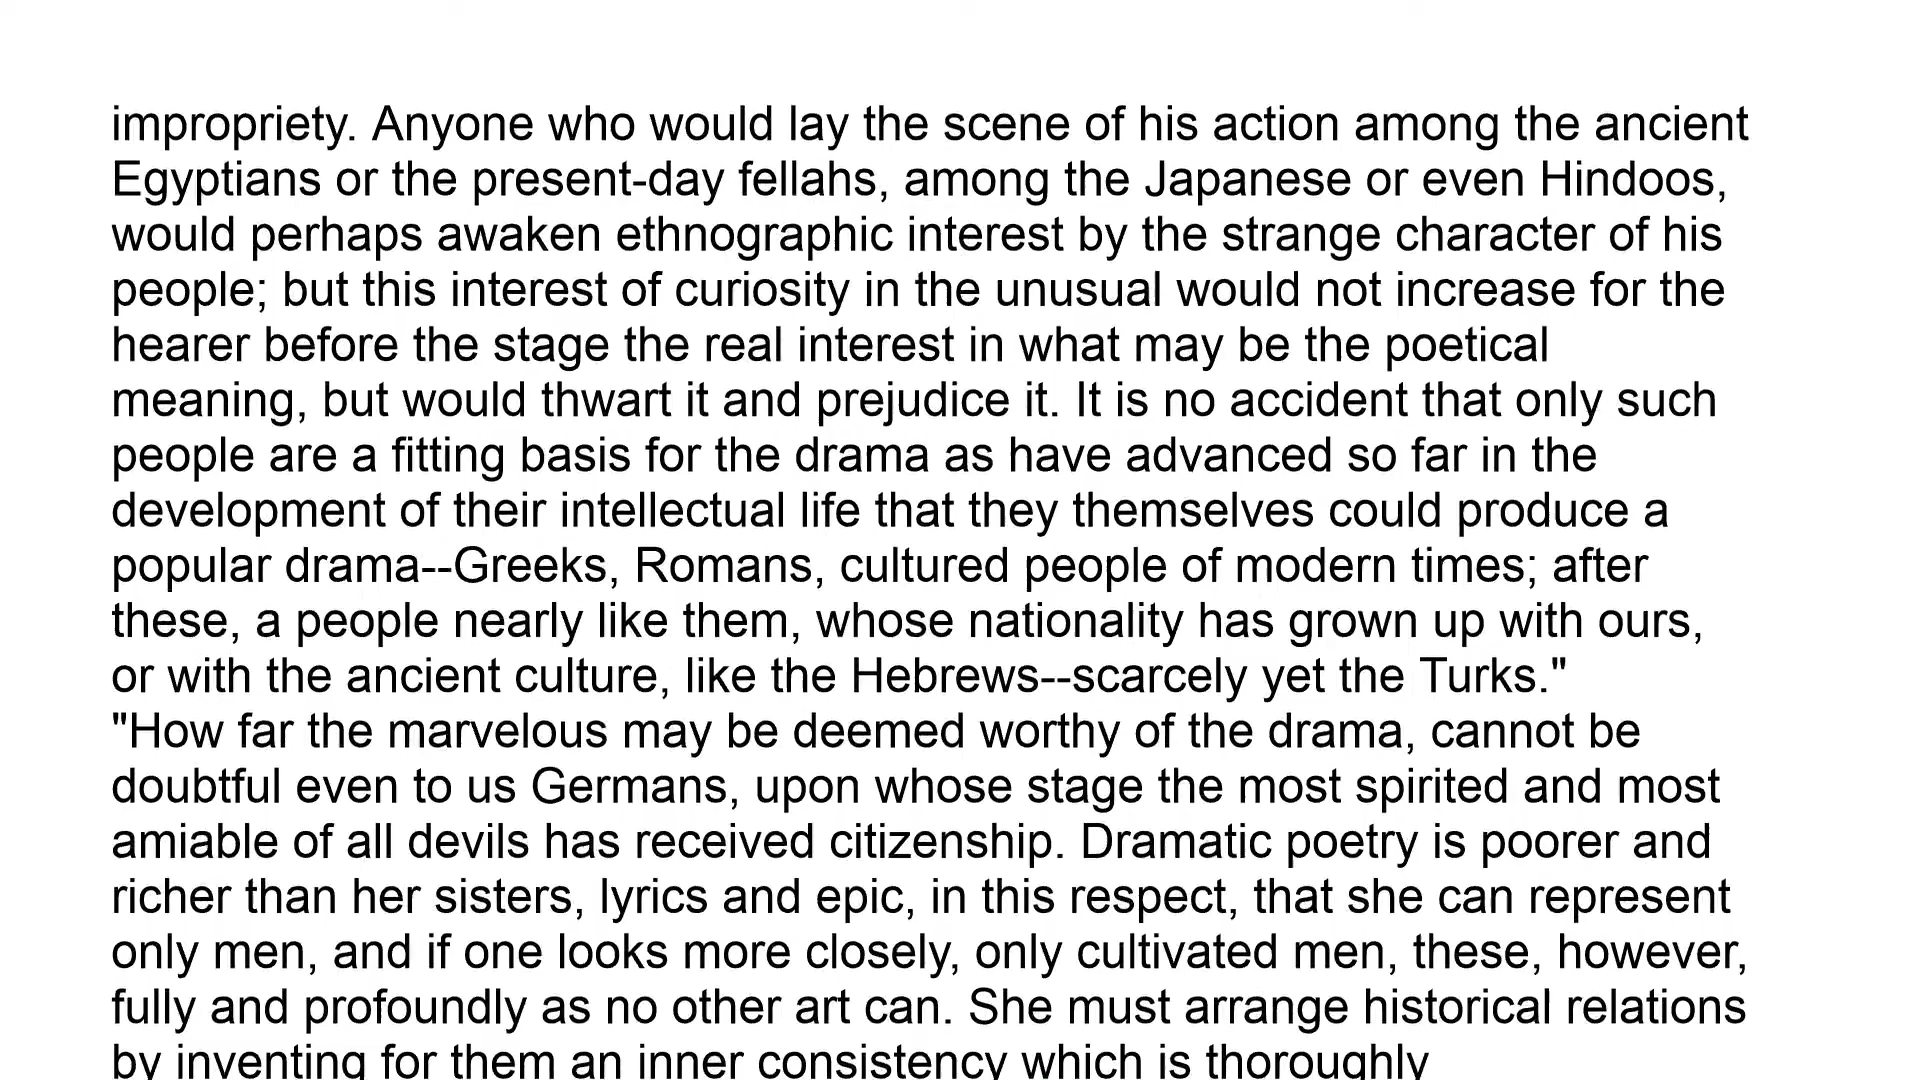 impropriety. Anyone who would lay the scene of his action among the ancient
Egyptians or the present-day fellahs, among the Japanese or even Hindoos,
would perhaps awaken ethnographic interest by the strange character of his
people; but this interest of curiosity in the unusual would not increase for the
hearer before the stage the real interest in what may be the poetical
meaning, but would thwart it and prejudice it. It is no accident that only such
people are a fitting basis for the drama as have advanced so far in the
development of their intellectual life that they themselves could produce a
popular drama--Greeks, Romans, cultured people of modern times; after
these, a people nearly like them, whose nationality has grown up with ours,
or with the ancient culture, like the Hebrews--scarcely yet the Turks."
"How far the marvelous may be deemed worthy of the drama, cannot be
doubtful even to us Germans, upon whose stage the most spirited and most
amiable of all devils has received citizenship. Dramatic poetry is poorer and
richer than her sisters, lyrics and epic, in this respect, that she can represent
only men, and if one looks more closely, only cultivated men, these, however,
fully and profoundly as no other art can. She must arrange historical relations
by inventing for them an inner consistency which is thoroughly